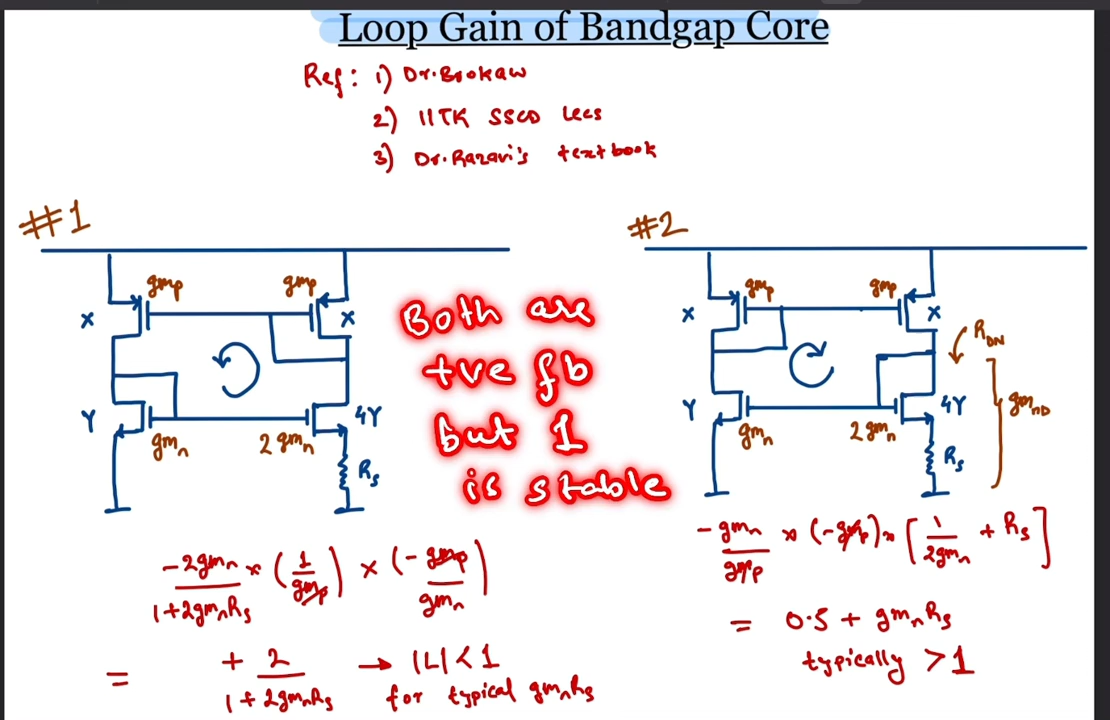 Loop Gain of Bandgap Core
Ref: 1) Dr. Brokaw
2) IITK SSCD Lecs
3) Dr. Razavi's textbook
#1
#2
gmp gmp
gmp gmp
X X
X X
Both are
+ve fb
but 1
is stable
RDN
Y 4Y
Y 4Y
gmnD
gmn 2gmn
gmn 2gmn
Rs
Rs
-2gmn/(1+2gmnRs) × (1/gmp) × (-gmp/gmn)
= +2/(1+2gmnRs) → |L|<1
for typical gmnRs
-gmn/gmp × (-gmp) × [1/2gmn + Rs]
= 0.5 + gmnRs
typically >1